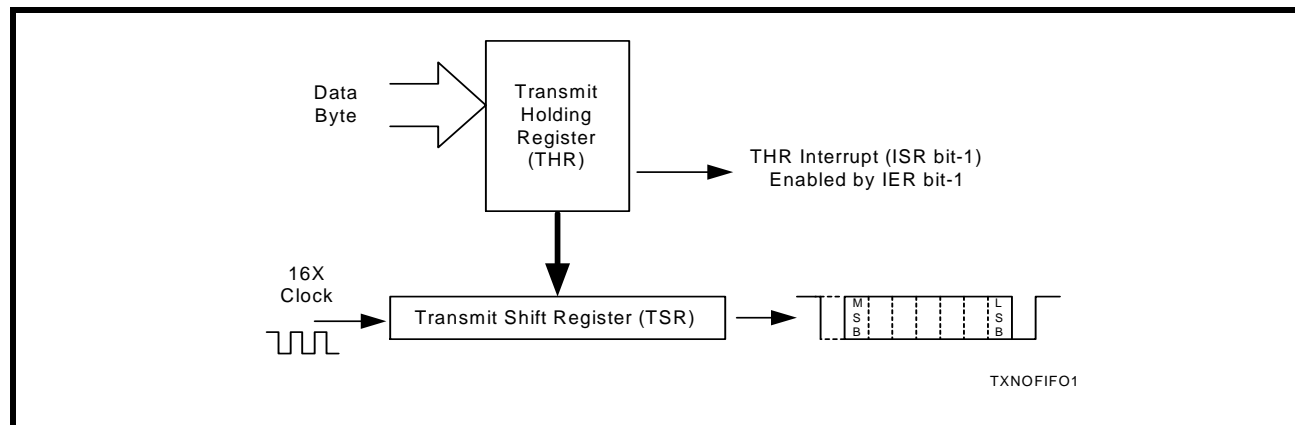 Data
Byte
Transmit
Holding
Register
(THR)
THR Interrupt (ISR bit-1)
Enabled by IER bit-1
16X
Clock
Transmit Shift Register (TSR)
M
S
B
L
S
B
TXNOFIFO1